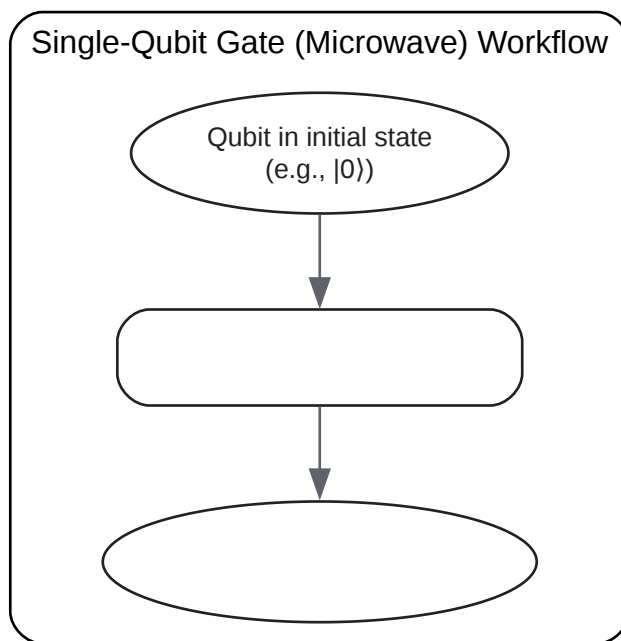 Single-Qubit Gate (Microwave) Workflow
Qubit in initial state
(e.g., |0⟩)